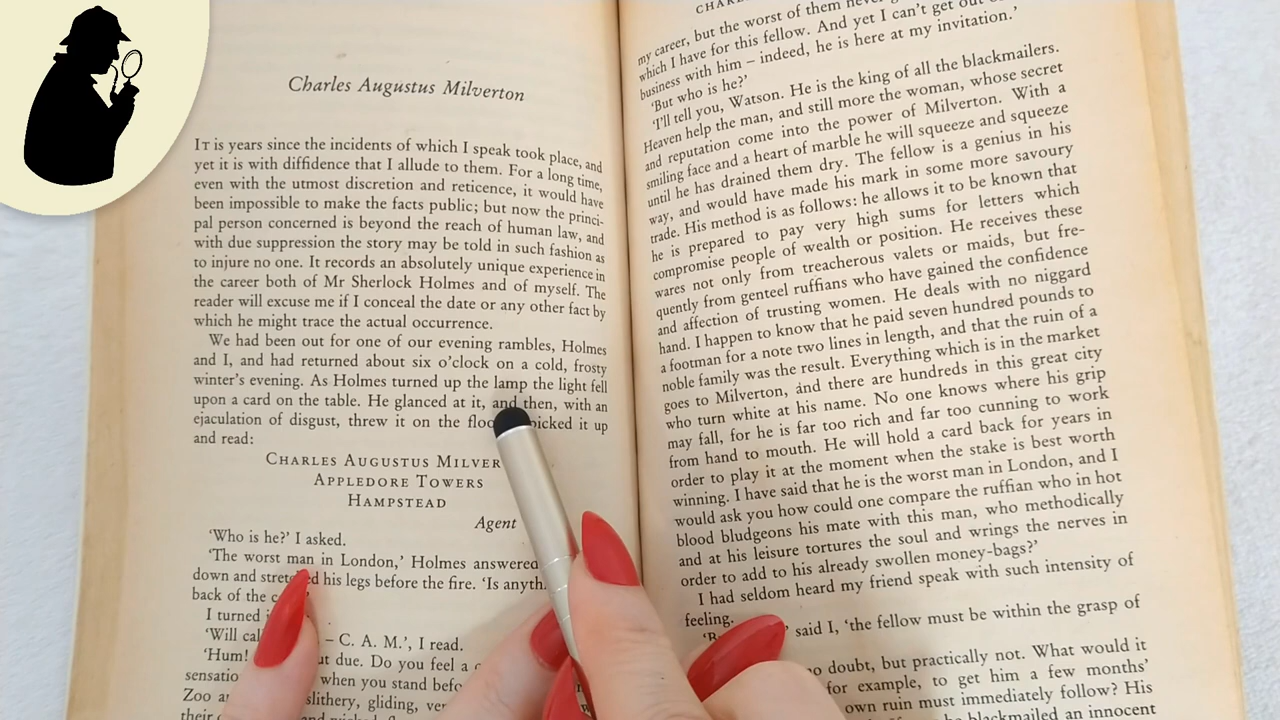 Charles Augustus Milverton
IT is years since the incidents of which I speak took place, and
yet it is with diffidence that I allude to them. For a long time,
even with the utmost discretion and reticence, it would have
been impossible to make the facts public; but now the princi-
pal person concerned is beyond the reach of human law, and
with due suppression the story may be told in such fashion as
to injure no one. It records an absolutely unique experience in
the career both of Mr Sherlock Holmes and of myself. The
reader will excuse me if I conceal the date or any other fact by
which he might trace the actual occurrence.
We had been out for one of our evening rambles, Holmes
and I, and had returned about six o’clock on a cold, frosty
winter’s evening. As Holmes turned up the lamp the light fell
upon a card on the table. He glanced at it, and then, with an
ejaculation of disgust, threw it on the picked it up
and read:
CHARLES AUGUSTUS
APPLEDORE TOWERS
HAMPSTEAD
Agent
‘Who is he?’ I asked.
‘The worst man in London,’ Holmes answered
down and stretched his legs before the fire. ‘Is
back of the
I turned
‘Will – C. A. M.’, I read.
‘Hum! due. Do you feel a
when you stand
Zoo slithery, gliding,
their and
my career, but the worst of them never
which I have for this fellow. And yet I can’t get out
business with him – indeed, he is here at my invitation.’
‘But who is he?’
‘I’ll tell you, Watson. He is the king of all the blackmailers.
Heaven help the man, and still more the woman, whose secret
and reputation come into the power of Milverton. With a
smiling face and a heart of marble he will squeeze and squeeze
until he has drained them dry. The fellow is a genius in his
way, and would have made his mark in some more savoury
trade. His method is as follows: he allows it to be known that
he is prepared to pay very high sums for letters which
compromise people of wealth or position. He receives these
wares not only from treacherous valets or maids, but fre-
quently from genteel ruffians who have gained the confidence
and affection of trusting women. He deals with no niggard
hand. I happen to know that he paid seven hundred pounds to
a footman for a note two lines in length, and that the ruin of a
noble family was the result. Everything which is in the market
goes to Milverton, and there are hundreds in this great city
who turn white at his name. No one knows where his grip
may fall, for he is far too rich and far too cunning to work
from hand to mouth. He will hold a card back for years in
order to play it at the moment when the stake is best worth
winning. I have said that he is the worst man in London, and I
would ask you how could one compare the ruffian who in hot
blood bludgeons his mate with this man, who methodically
and at his leisure tortures the soul and wrings the nerves in
order to add to his already swollen money-bags?’
I had seldom heard my friend speak with such intensity of
feeling.
said I, ‘the fellow must be within the grasp of
no doubt, but practically not. What would it
for example, to get him a few months’
own ruin must immediately follow? His
he blackmailed an innocent